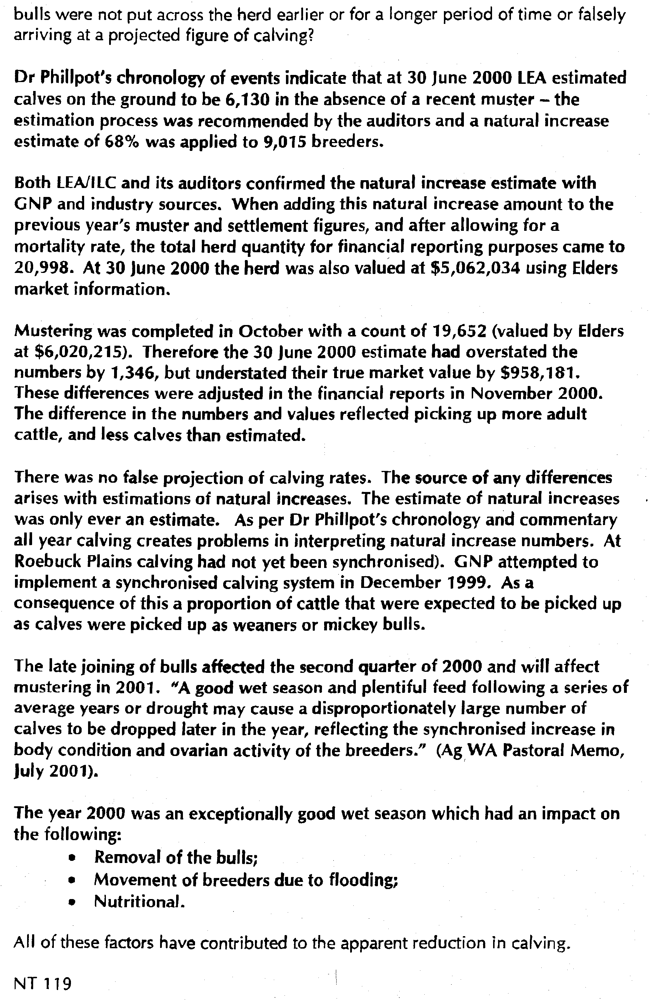 bulls were not put across the herd earlier or for a longer period of time or falsely
arriving at a projected figure of calving?
Dr Phillpot's chronology of events indicate that at 30 June 2000 LEA estimated
calves on the ground to be 6,130 in the absence of a recent muster – the
estimation process was recommended by the auditors and a natural increase
estimate of 68% was applied to 9,015 breeders.
Both LEA/ILC and its auditors confirmed the natural increase estimate with
GNP and industry sources. When adding this natural increase amount to the
previous year's muster and settlement figures, and after allowing for a
mortality rate, the total herd quantity for financial reporting purposes came to
20,998. At 30 June 2000 the herd was also valued at $5,062,034 using Elders
market information.
Mustering was completed in October with a count of 19,652 (valued by Elders
at $6,020,215). Therefore the 30 June 2000 estimate had overstated the
numbers by 1,346, but understated their true market value by $958,181.
These differences were adjusted in the financial reports in November 2000.
The difference in the numbers and values reflected picking up more adult
cattle, and less calves than estimated.
There was no false projection of calving rates. The source of any differences
arises with estimations of natural increases. The estimate of natural increases
was only ever an estimate. As per Dr Phillpot's chronology and commentary
all year calving creates problems in interpreting natural increase numbers. At
Roebuck Plains calving had not yet been synchronised). GNP attempted to
implement a synchronised calving system in December 1999. As a
consequence of this a proportion of cattle that were expected to be picked up
as calves were picked up as weaners or mickey bulls.
The late joining of bulls affected the second quarter of 2000 and will affect
mustering in 2001. "A good wet season and plentiful feed following a series of
average years or drought may cause a disproportionately large number of
calves to be dropped later in the year, reflecting the synchronised increase in
body condition and ovarian activity of the breeders." (Ag WA Pastoral Memo,
July 2001).
The year 2000 was an exceptionally good wet season which had an impact on
the following:
• Removal of the bulls;
• Movement of breeders due to flooding;
• Nutritional.
All of these factors have contributed to the apparent reduction in calving.
NT 119